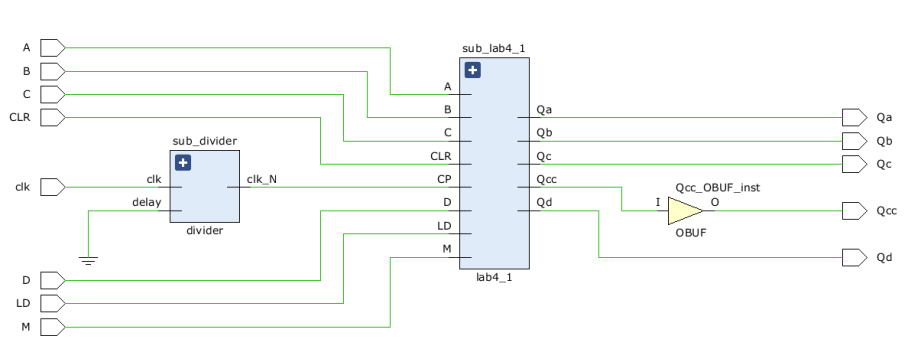 A
B
C
CLR
clk
D
LD
M
sub_divider
clk
clk_N
delay
divider
sub_lab4_1
A
B
C
CLR
CP
D
LD
M
Qa
Qb
Qc
Qcc
Qd
lab4_1
Qcc_OBUF_inst
I
O
OBUF
Qa
Qb
Qc
Qcc
Qd